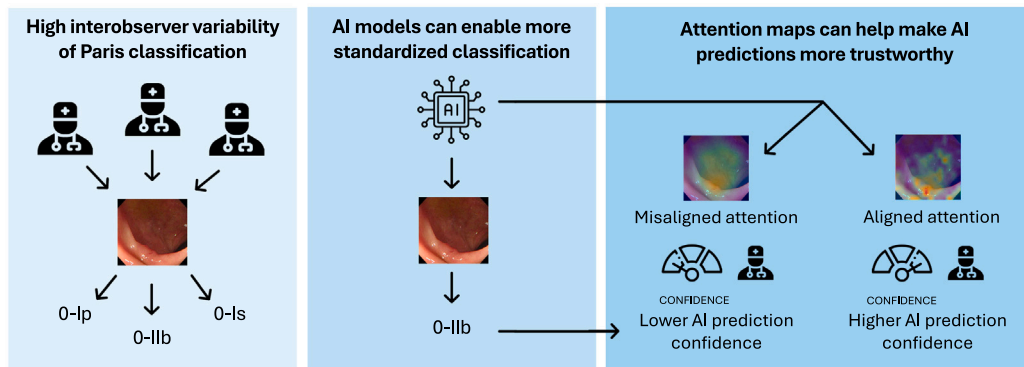 High interobserver variability
of Paris classification
0-Ip
0-IIb
0-Is
AI models can enable more
standardized classification
AI
0-IIb
Attention maps can help make AI
predictions more trustworthy
Misaligned attention
Aligned attention
CONFIDENCE
Lower AI prediction
confidence
CONFIDENCE
Higher AI prediction
confidence